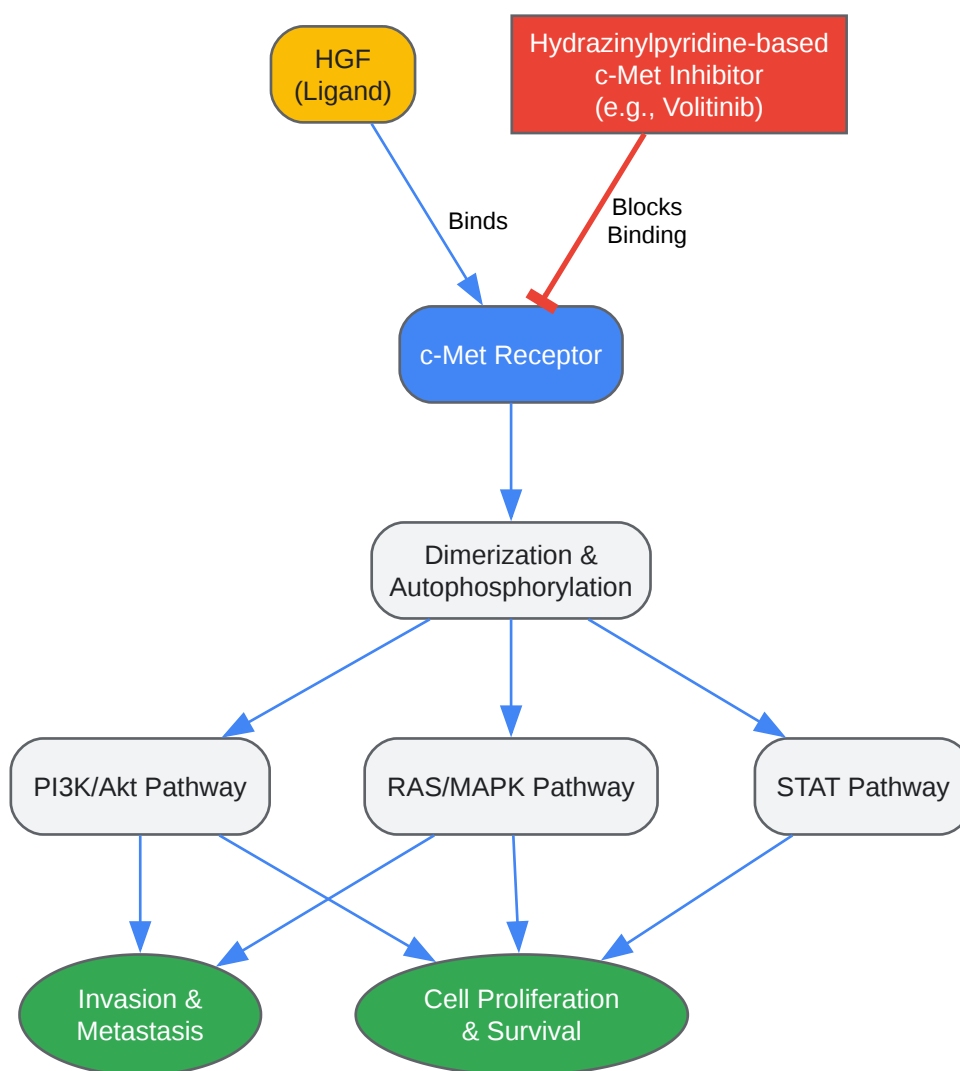 HGF
(Ligand)
Hydrazinylpyridine-based
c-Met Inhibitor
(e.g., Volitinib)
Binds
Blocks
Binding
c-Met Receptor
Dimerization &
Autophosphorylation
PI3K/Akt Pathway
RAS/MAPK Pathway
STAT Pathway
Invasion &
Metastasis
Cell Proliferation
& Survival